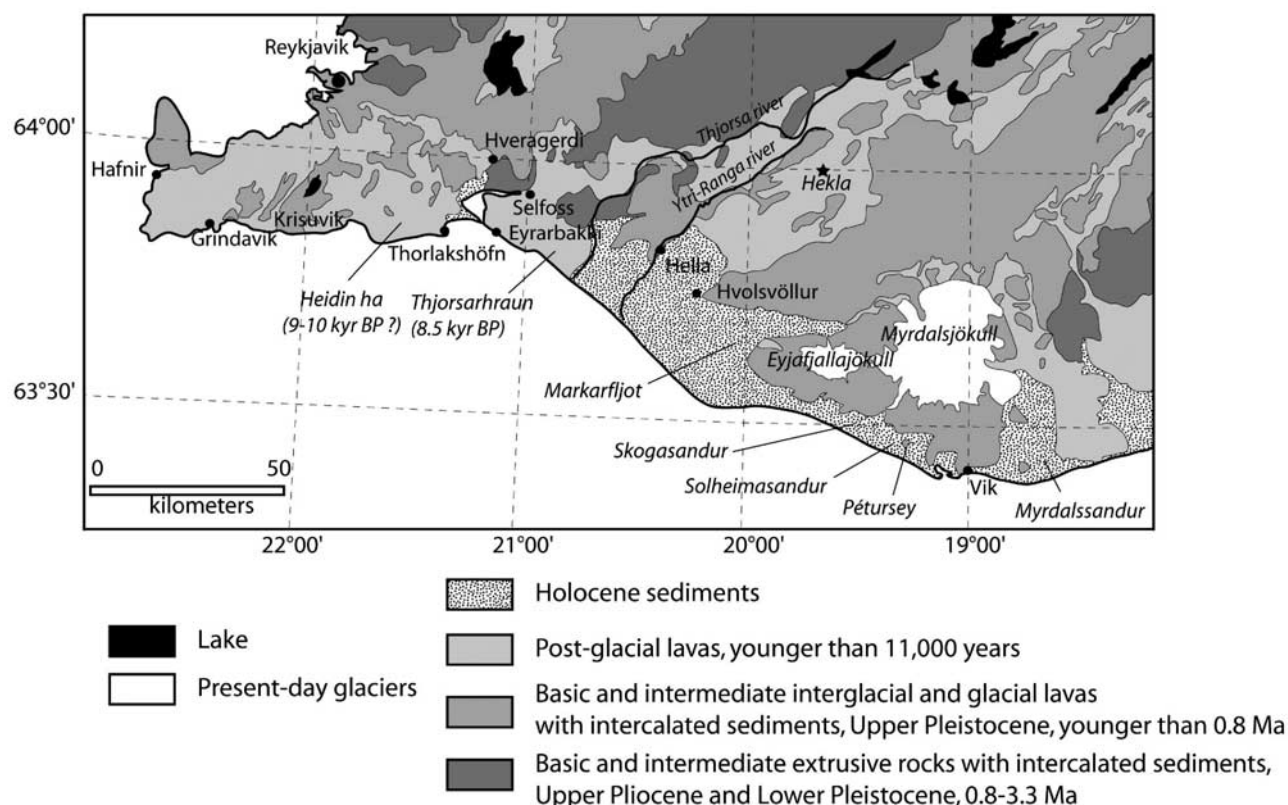 Reykjavik
64°00'
Hafnir
Hveragerdi
Thjorsa river
Ytri-Ranga river
Hekla
Krisuvik
Grindavik
Selfoss
Eyrarbakki
Thorlakshöfn
Hella
Hvolsvöllur
Heidin ha
(9-10 kyr BP ?)
Thjorsarhraun
(8.5 kyr BP)
Myrdalsjökull
Eyjafjallajökull
63°30'
Markarfljot
Skogasandur
Solheimasandur
Pétursey
Vik
Myrdalssandur
0 50
kilometers
22°00' 21°00' 20°00' 19°00'
Lake
Present-day glaciers
Holocene sediments
Post-glacial lavas, younger than 11,000 years
Basic and intermediate interglacial and glacial lavas
with intercalated sediments, Upper Pleistocene, younger than 0.8 Ma
Basic and intermediate extrusive rocks with intercalated sediments,
Upper Pliocene and Lower Pleistocene, 0.8-3.3 Ma